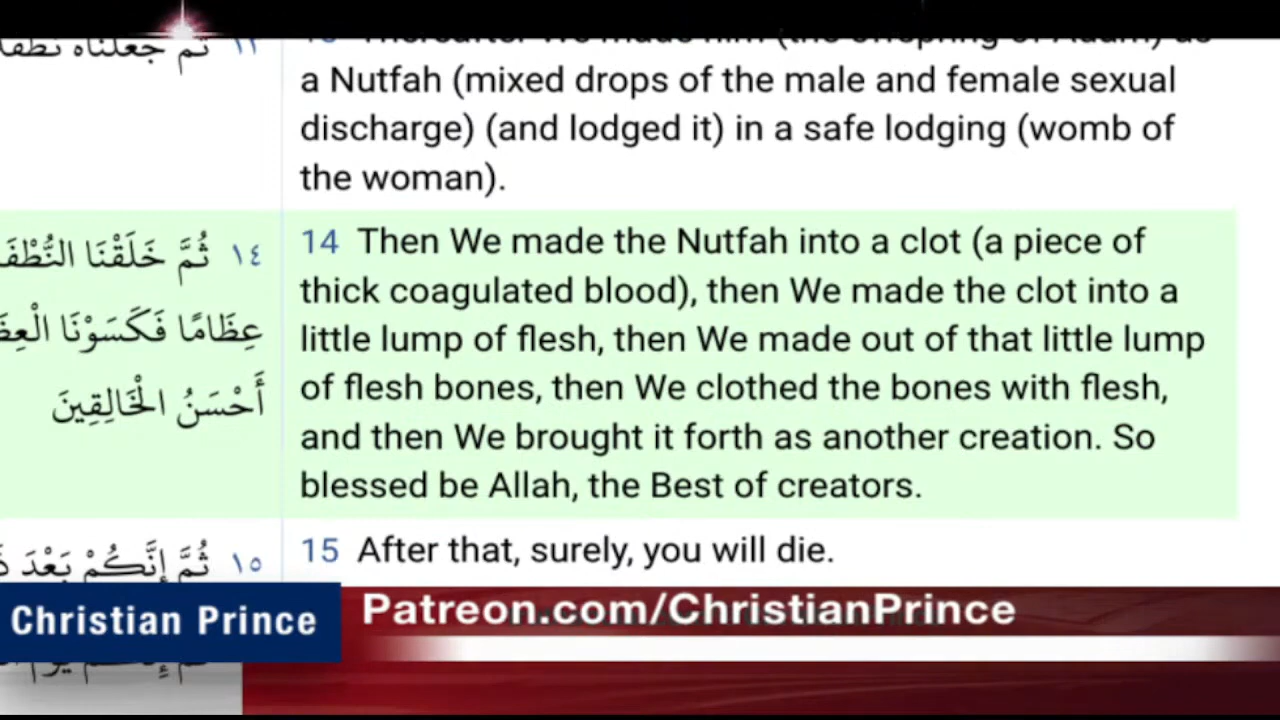 ١٣ ثُمَّ جَعَلْنَاهُ
a Nutfah (mixed drops of the male and female sexual
discharge) (and lodged it) in a safe lodging (womb of
the woman).
١٤ ثُمَّ خَلَقْنَا
عِظَامًا فَكَسَوْنَا
أَحْسَنُ الْخَالِقِينَ
14 Then We made the Nutfah into a clot (a piece of
thick coagulated blood), then We made the clot into a
little lump of flesh, then We made out of that little lump
of flesh bones, then We clothed the bones with flesh,
and then We brought it forth as another creation. So
blessed be Allah, the Best of creators.
١٥ ثُمَّ إِنَّكُمْ بَعْدَ
15 After that, surely, you will die.
Christian Prince
Patreon.com/ChristianPrince